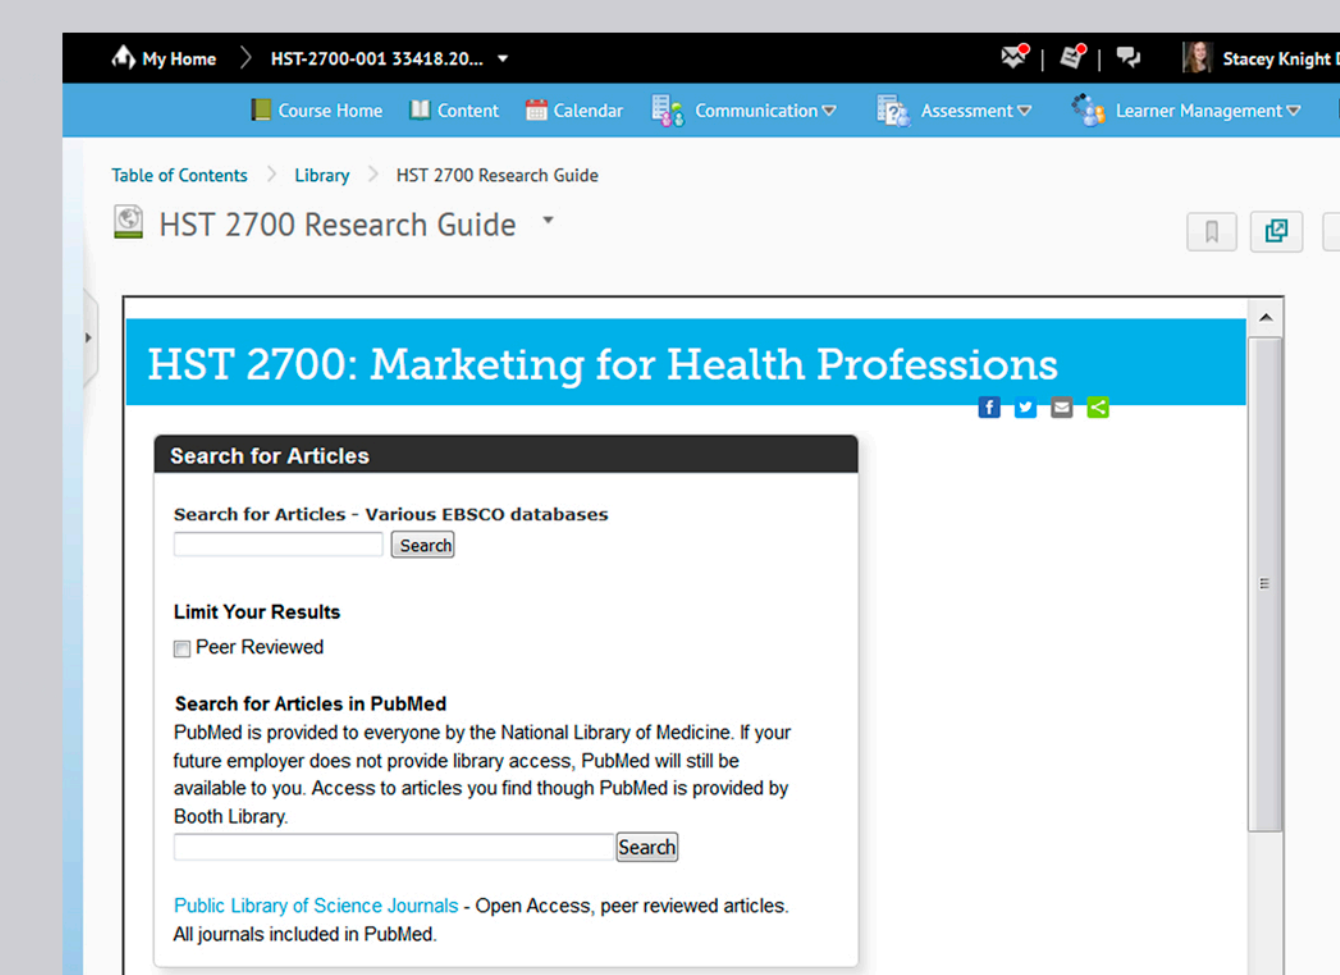 My Home HST-2700-001 33418.20... Stacey Knight
Course Home Content Calendar Communication Assessment Learner Management
Table of Contents Library HST 2700 Research Guide
HST 2700 Research Guide
HST 2700: Marketing for Health Professions
Search for Articles
Search for Articles - Various EBSCO databases
Search
Limit Your Results
Peer Reviewed
Search for Articles in PubMed
PubMed is provided to everyone by the National Library of Medicine. If your
future employer does not provide library access, PubMed will still be
available to you. Access to articles you find though PubMed is provided by
Booth Library.
Search
Public Library of Science Journals - Open Access, peer reviewed articles.
All journals included in PubMed.